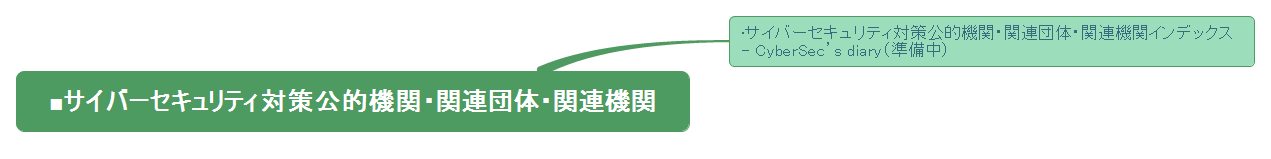 ・サイバーセキュリティ対策公的機関・関連団体・関連機関インデックス
- CyberSec’s diary（準備中）
■サイバーセキュリティ対策公的機関・関連団体・関連機関